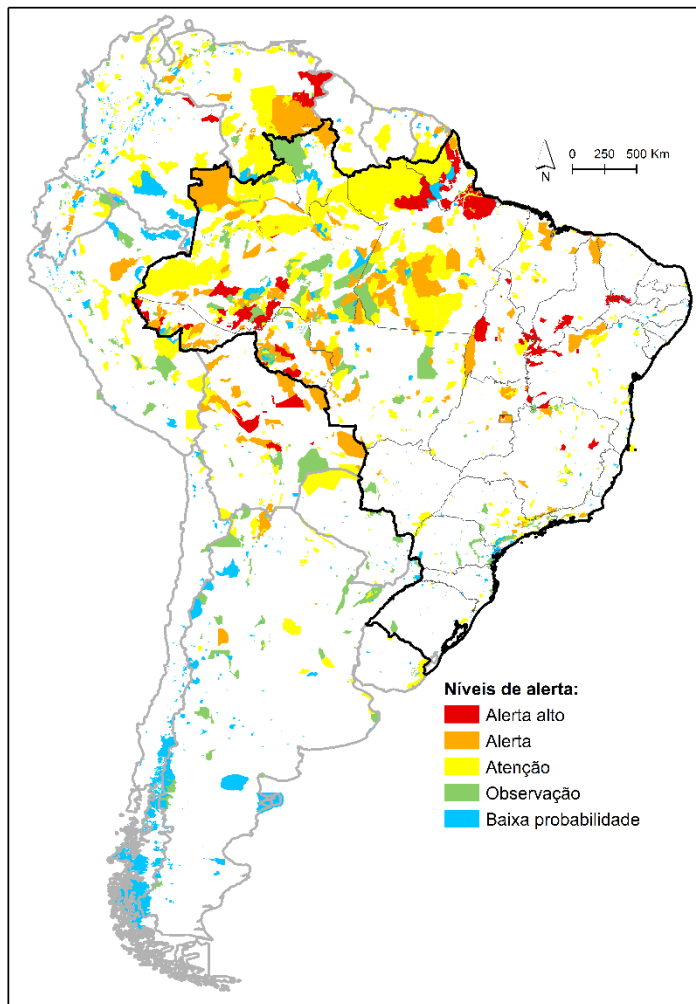 N
0 250 500 Km
Níveis de alerta:
Alerta alto
Alerta
Atenção
Observação
Baixa probabilidade